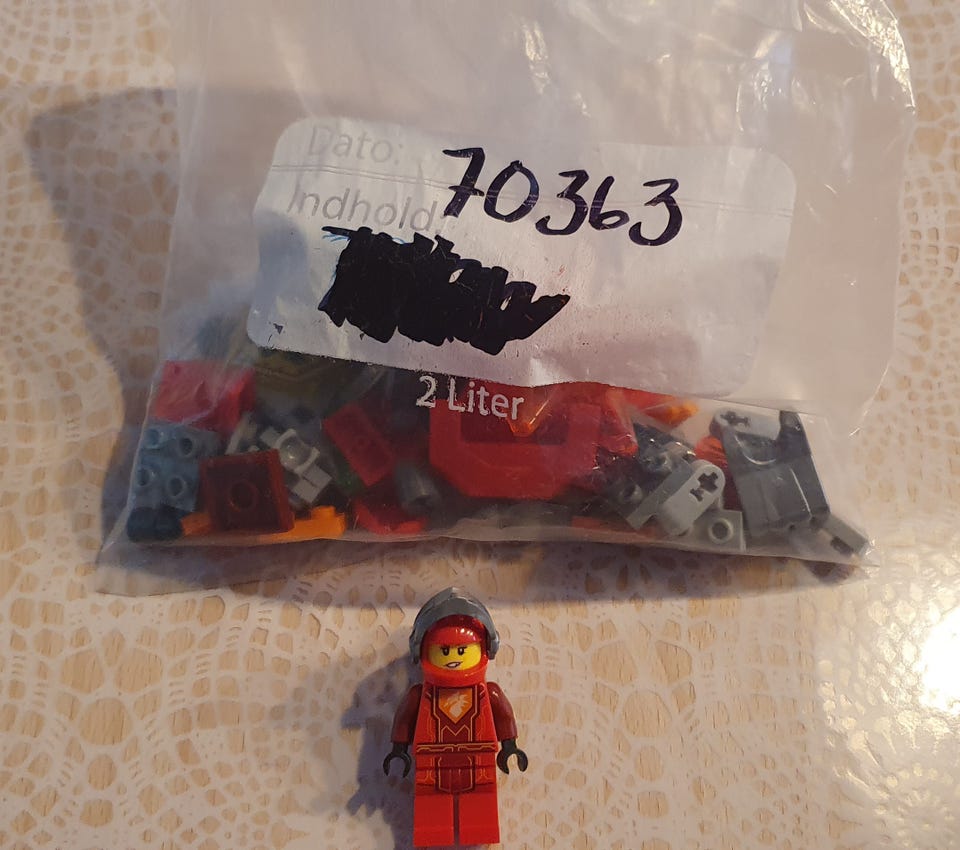 Dato:
70363
Indhold:
2 Liter